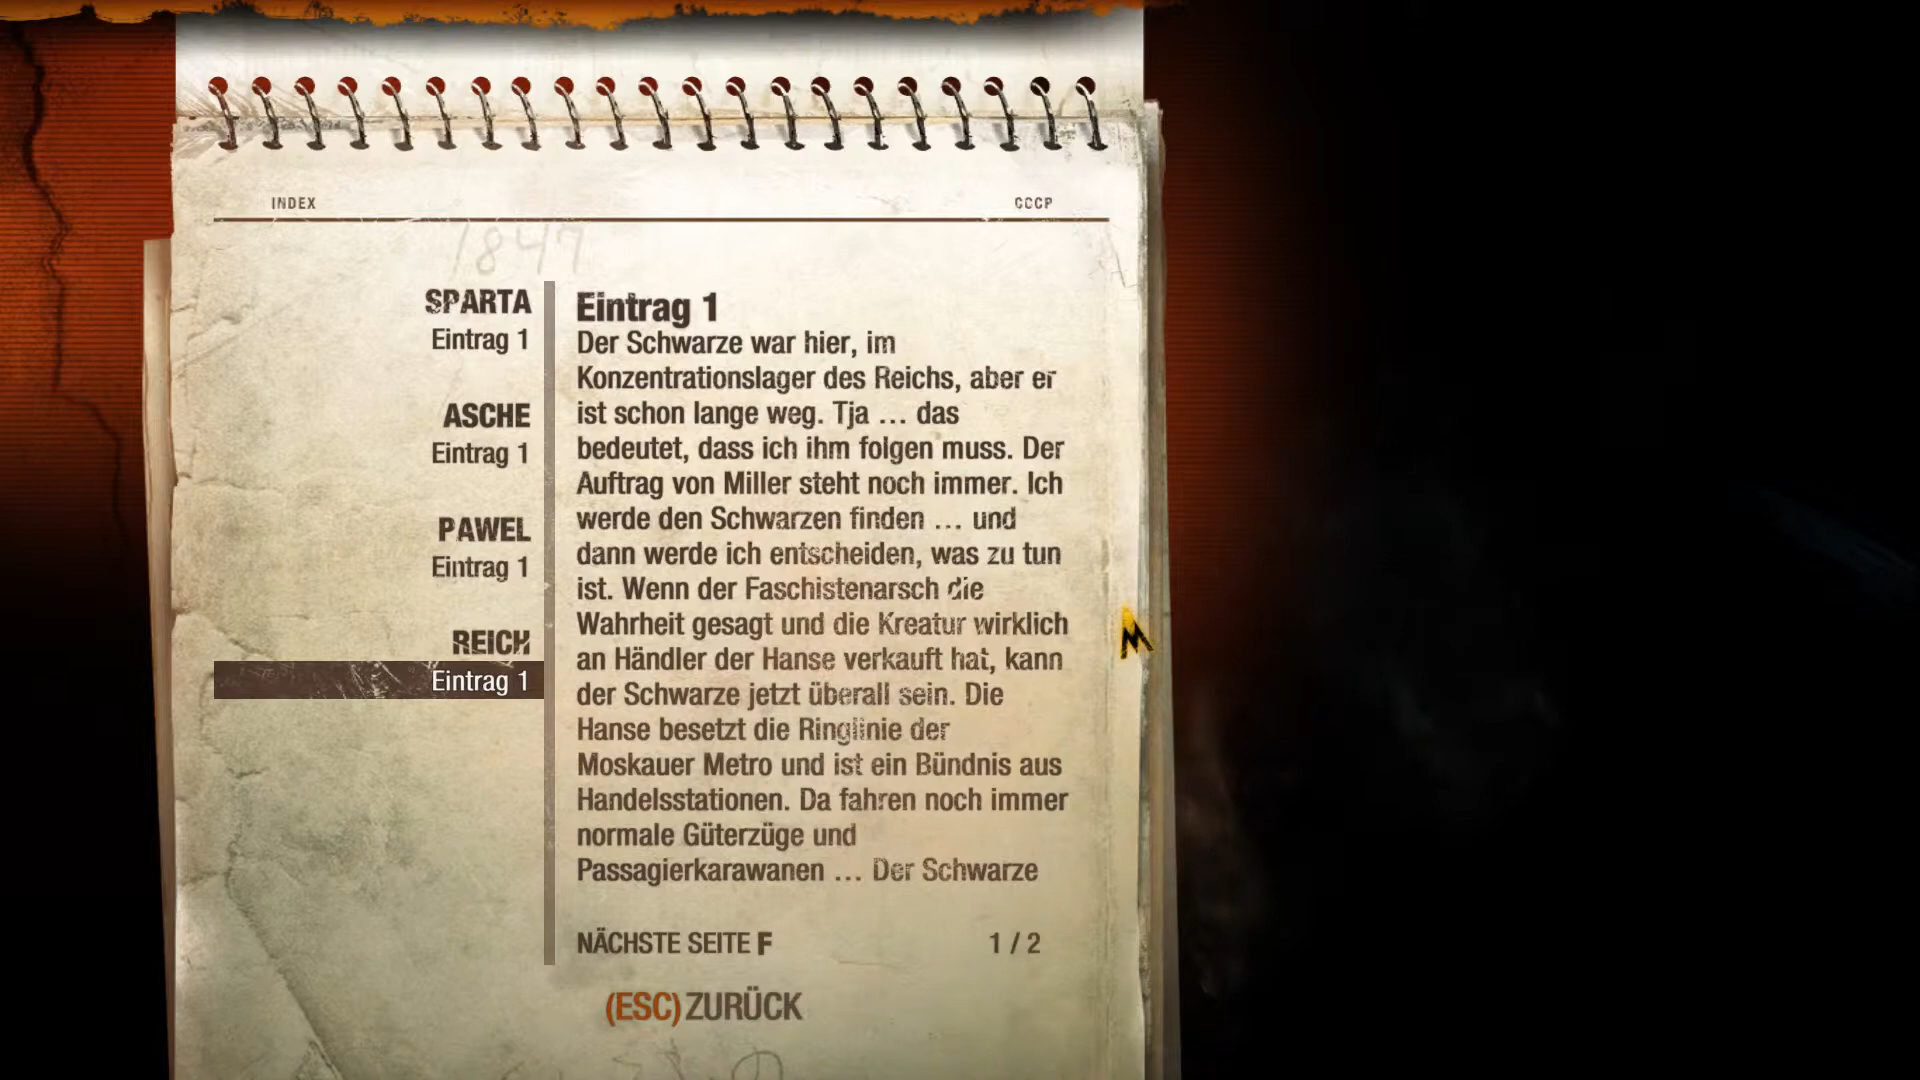 INDEX
CCCP
1847
SPARTA
Eintrag 1
ASCHE
Eintrag 1
PAWEL
Eintrag 1
REICH
Eintrag 1
Eintrag 1
Der Schwarze war hier, im
Konzentrationslager des Reichs, aber er
ist schon lange weg. Tja … das
bedeutet, dass ich ihm folgen muss. Der
Auftrag von Miller steht noch immer. Ich
werde den Schwarzen finden … und
dann werde ich entscheiden, was zu tun
ist. Wenn der Faschistenarsch die
Wahrheit gesagt und die Kreatur wirklich
an Händler der Hanse verkauft hat, kann
der Schwarze jetzt überall sein. Die
Hanse besetzt die Ringlinie der
Moskauer Metro und ist ein Bündnis aus
Handelsstationen. Da fahren noch immer
normale Güterzüge und
Passagierkarawanen … Der Schwarze
NÄCHSTE SEITE F
1 / 2
(ESC) ZURÜCK